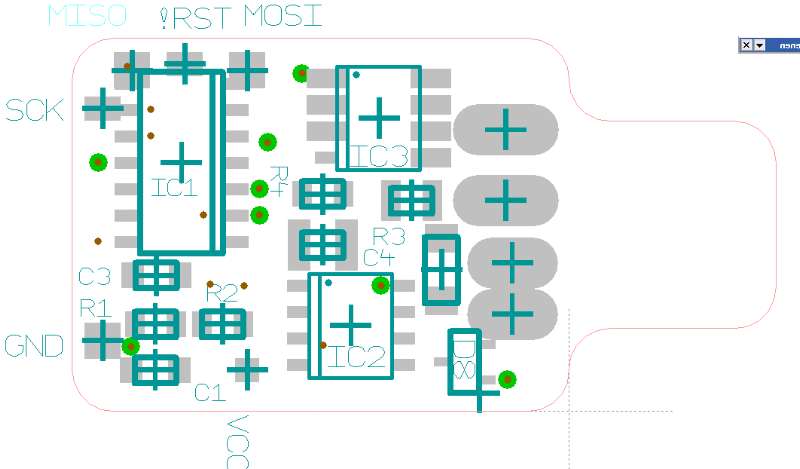 MISO !RST MOSI
SCK
IC3
R4
IC1
R3
C4
C3
R2
R1
GND
IC2
D8
C1
VCC